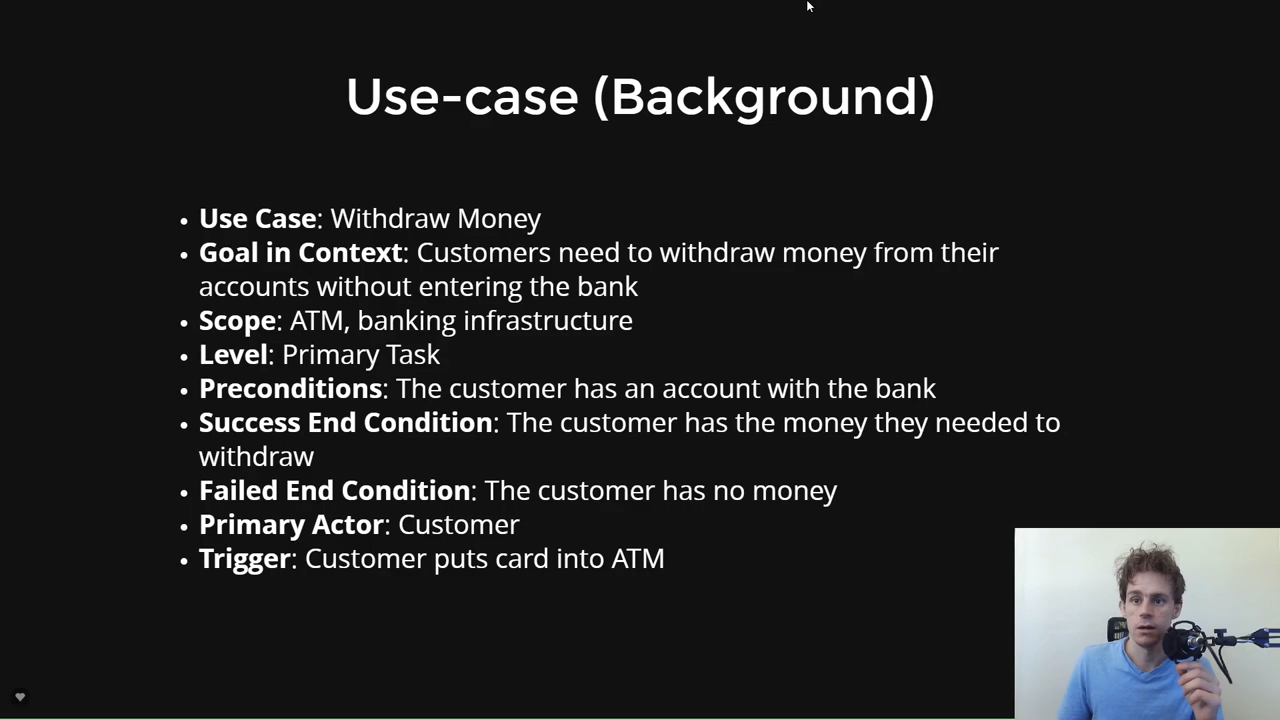 Use-case (Background)
• Use Case: Withdraw Money
• Goal in Context: Customers need to withdraw money from their
accounts without entering the bank
• Scope: ATM, banking infrastructure
• Level: Primary Task
• Preconditions: The customer has an account with the bank
• Success End Condition: The customer has the money they needed to
withdraw
• Failed End Condition: The customer has no money
• Primary Actor: Customer
• Trigger: Customer puts card into ATM